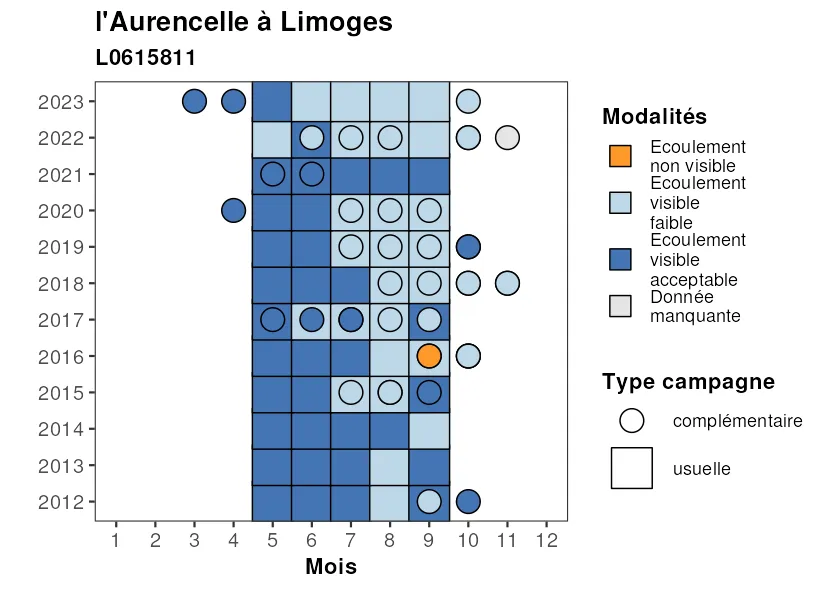 l'Aurencelle à Limoges
L0615811
2023
2022
2021
2020
2019
2018
2017
2016
2015
2014
2013
2012
1 2 3 4 5 6 7 8 9 10 11 12
Mois
Modalités
Ecoulement
non visible
Ecoulement
visible
faible
Ecoulement
visible
acceptable
Donnée
manquante
Type campagne
complémentaire
usuelle